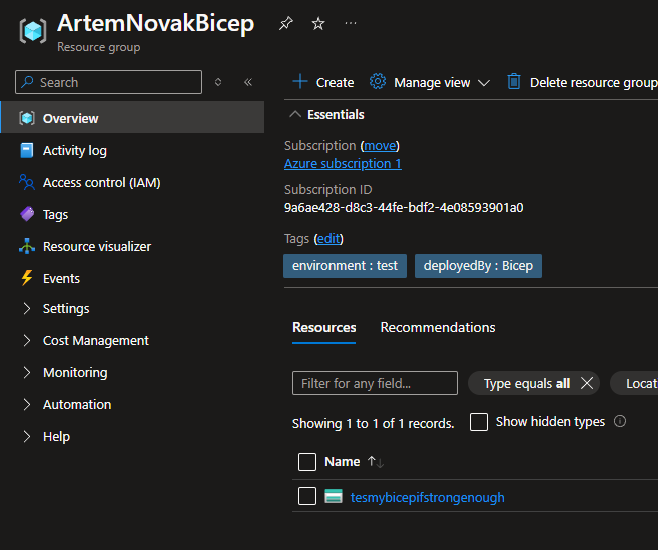 ArtemNovakBicep
Resource group
Search
Create
Manage view
Delete resource group
Overview
Activity log
Access control (IAM)
Tags
Resource visualizer
Events
Settings
Cost Management
Monitoring
Automation
Help
Essentials
Subscription (move)
Azure subscription 1
Subscription ID
9a6ae428-d8c3-44fe-bdf2-4e08593901a0
Tags (edit)
environment : test
deployedBy : Bicep
Resources
Recommendations
Filter for any field...
Type equals all
Locat
Showing 1 to 1 of 1 records.
Show hidden types
Name
tesmybicepifstrongenough